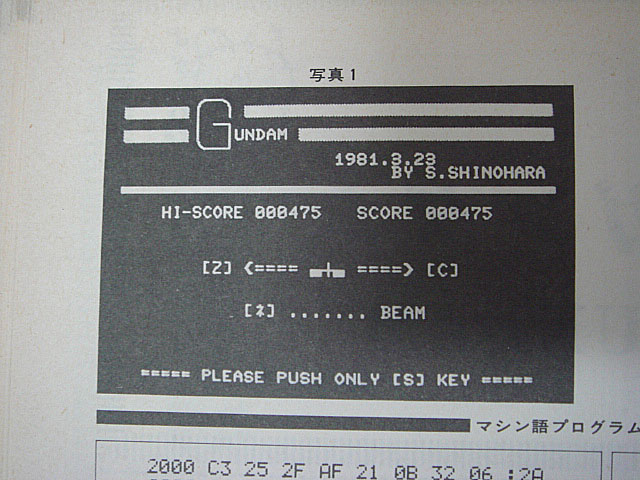 写真1
GUNDAM
1981.3.23
BY S.SHINOHARA
HI-SCORE 000475 SCORE 000475
[Z] <==== ====> [C]
[ネ] ....... BEAM
===== PLEASE PUSH ONLY [S] KEY =====
マシン語プログラム
2000 C3 25 2F AF 21 0B 32 06 :2A